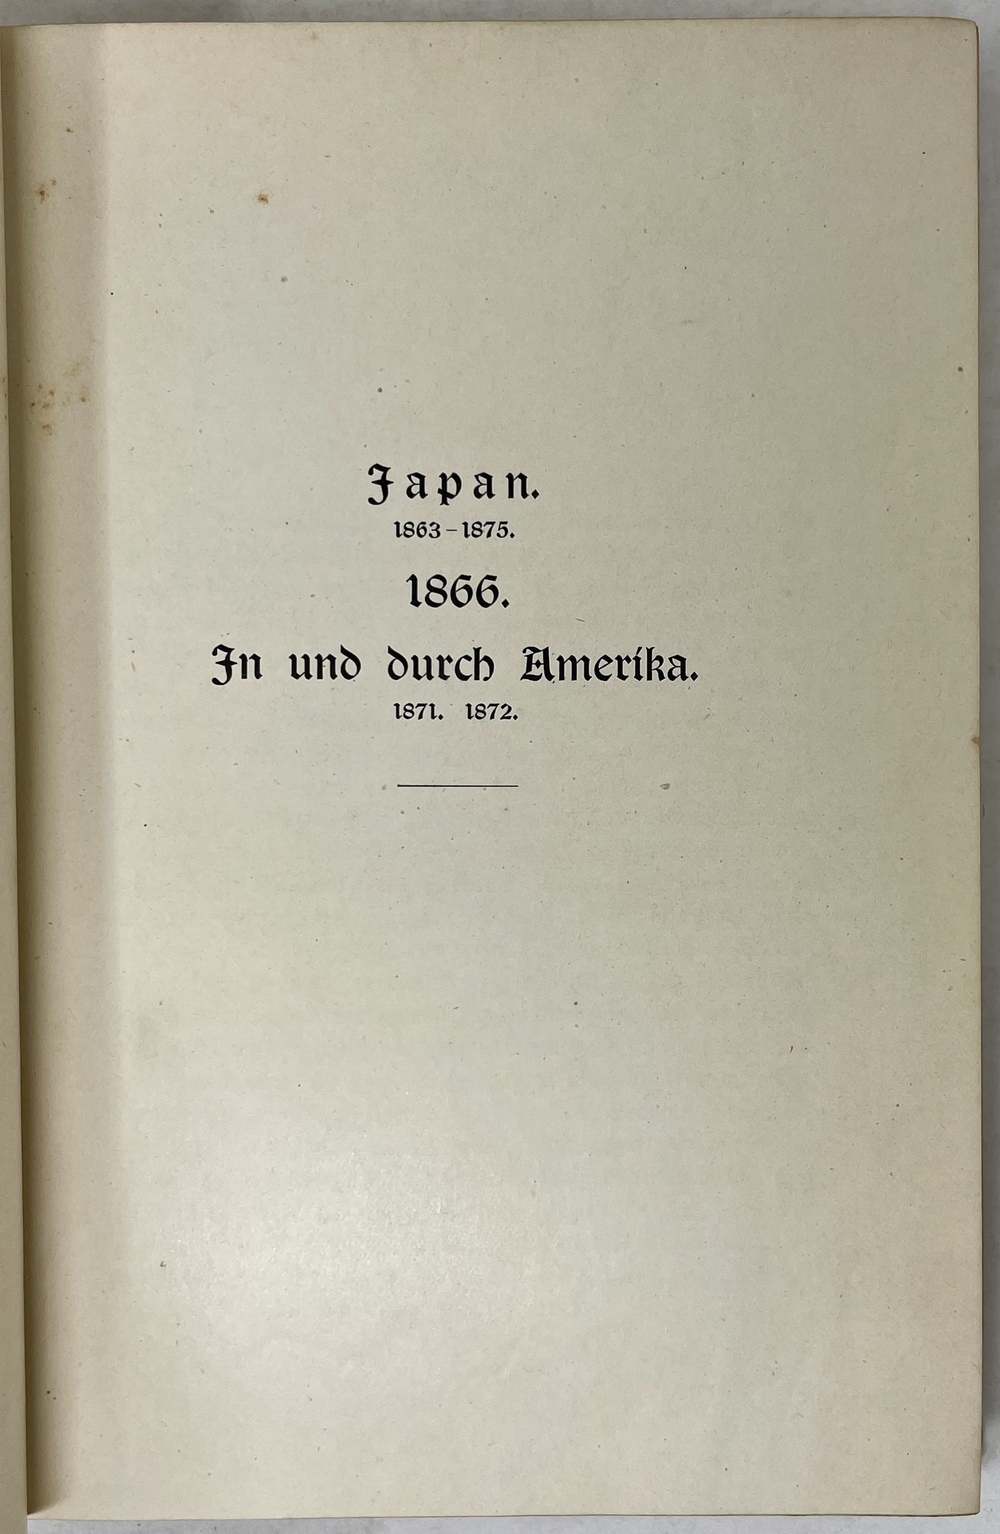 Japan.
1863–1875.
1866.
In und durch Amerika.
1871. 1872.